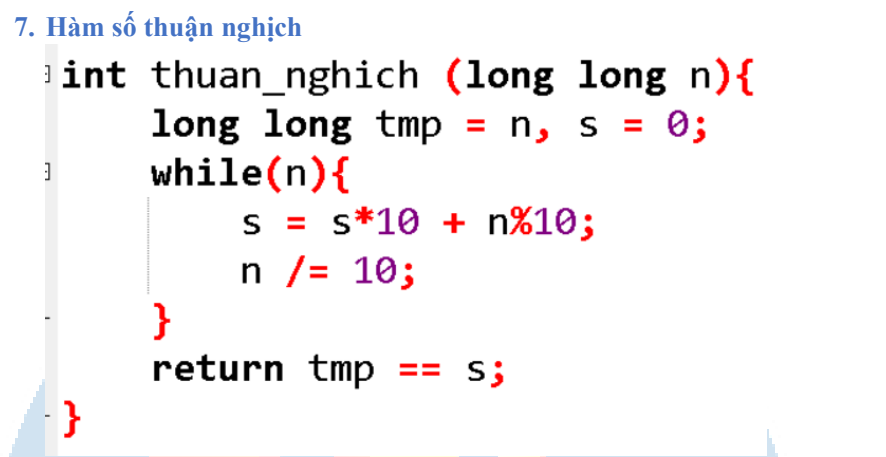 7. Hàm số thuận nghịch
int thuan_nghich (long long n){
long long tmp = n, s = 0;
while(n){
s = s*10 + n%10;
n /= 10;
}
return tmp == s;
}